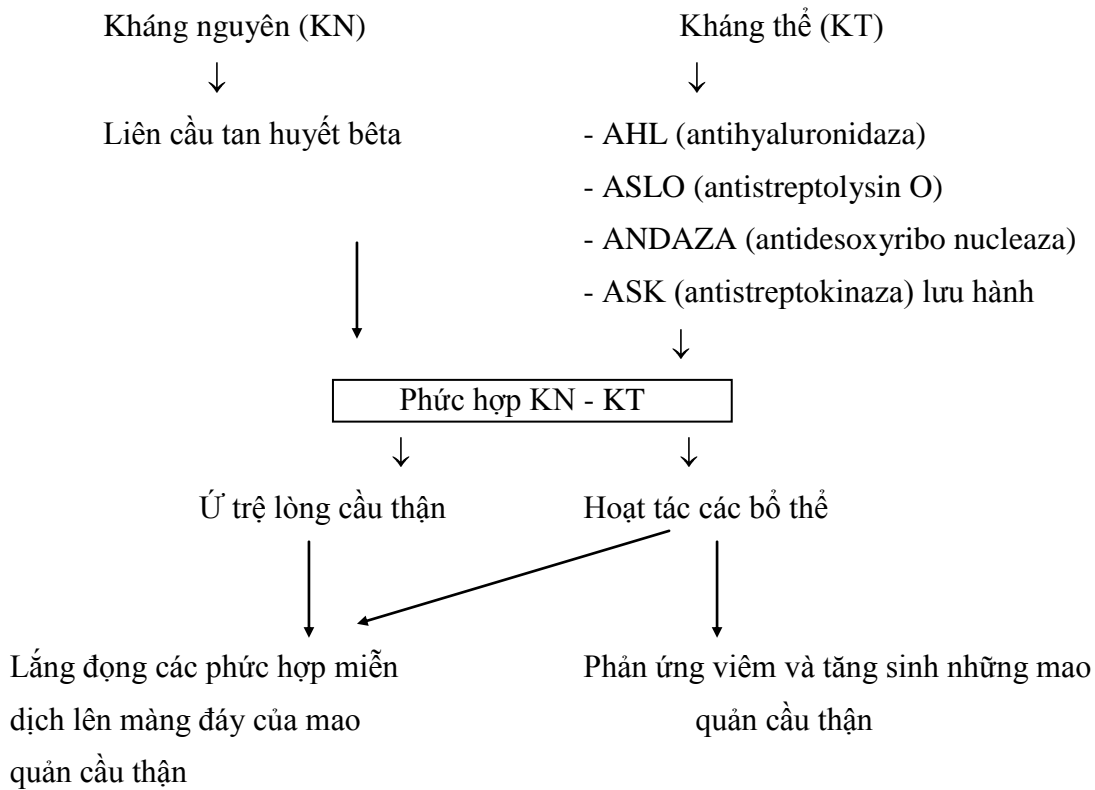 Kháng nguyên (KN)
Kháng thể (KT)
↓
↓
Liên cầu tan huyết bêta
- AHL (antihyaluronidaza)
- ASLO (antistreptolysin O)
- ANDAZA (antidesoxyribo nucleaza)
- ASK (antistreptokinaza) lưu hành
↓
Phức hợp KN - KT
↓
↓
Ứ trệ lòng cầu thận
Hoạt tác các bổ thể
Lắng đọng các phức hợp miễn
dịch lên màng đáy của mao
quản cầu thận
Phản ứng viêm và tăng sinh những mao
quản cầu thận